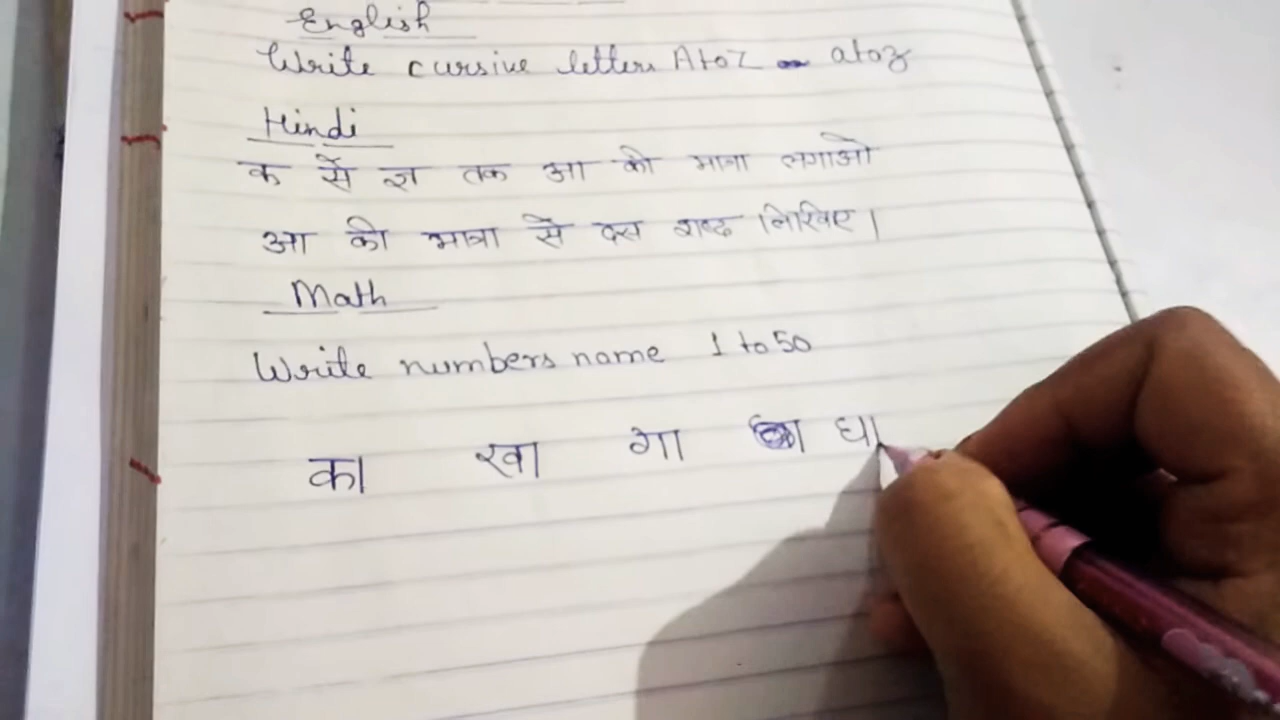 English
Write cursive letters A to Z - a to z
Hindi
क से ज्ञ तक आ की मात्रा लगाओ
आ की मात्रा से दस शब्द लिखिए।
Math
Write numbers name 1 to 50
का खा गा घा